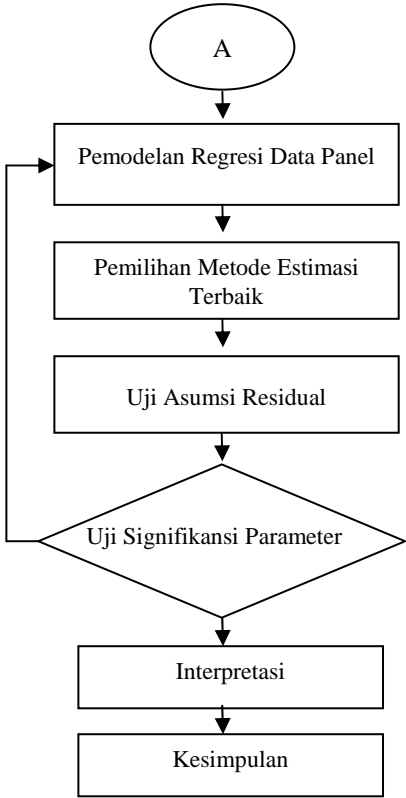 A
Pemodelan Regresi Data Panel
Pemilihan Metode Estimasi
Terbaik
Uji Asumsi Residual
Uji Signifikansi Parameter
Interpretasi
Kesimpulan